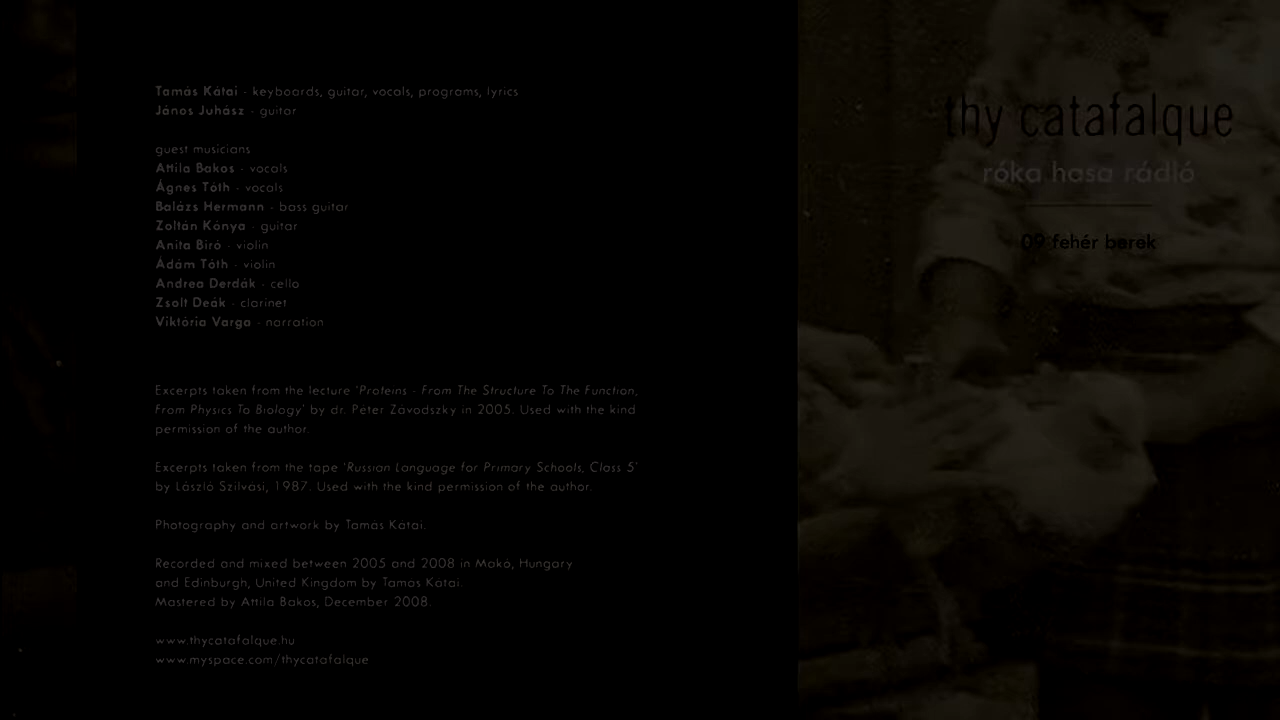 Tamás Kátai - keyboards, guitar, vocals, programs, lyrics
János Juhász - guitar
guest musicians
Attila Bakos - vocals
Ágnes Tóth - vocals
Balázs Hermann - bass guitar
Zoltán Kónya - guitar
Anita Bíró - violin
Ádám Tóth - violin
Andrea Derdák - cello
Zsolt Deák - clarinet
Viktória Varga - narration
Excerpts taken from the lecture 'Proteins - From The Structure To The Function,
From Physics To Biology' by dr. Péter Závodszky in 2005. Used with the kind
permission of the author.
Excerpts taken from the tape 'Russian Language for Primary Schools, Class 5'
by László Szilvási, 1987. Used with the kind permission of the author.
Photography and artwork by Tamás Kátai.
Recorded and mixed between 2005 and 2008 in Makó, Hungary
and Edinburgh, United Kingdom by Tamás Kátai.
Mastered by Attila Bakos, December 2008.
www.thycatafalque.hu
www.myspace.com/thycatafalque
thy catafalque
róka hasa rádió
09 fehér berek